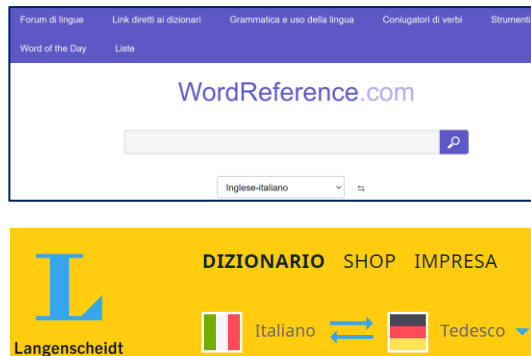 Forum di lingue Link diretti ai dizionari Grammatica e uso della lingua Coniugatori di verbi Strumenti
Word of the Day Liste
WordReference.com
Inglese-italiano
DIZIONARIO SHOP IMPRESA
L
Italiano Tedesco
Langenscheidt